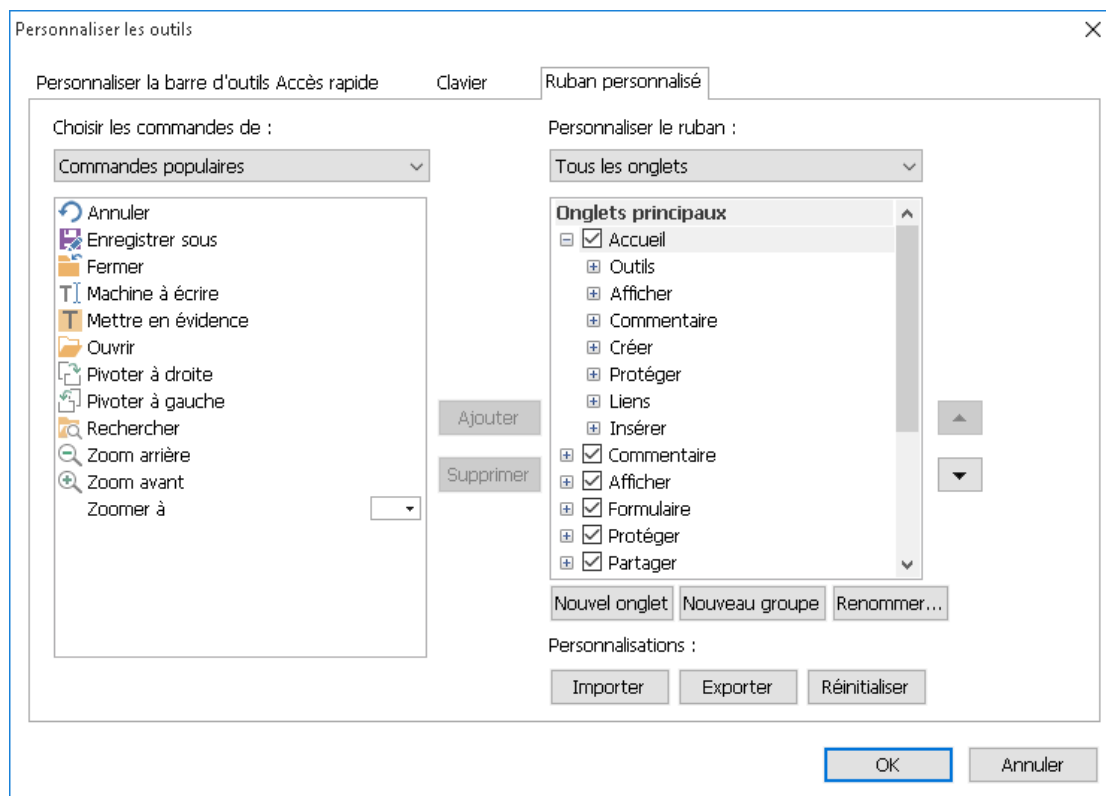 Personnaliser les outils
Personnaliser la barre d'outils Accès rapide
Clavier
Ruban personnalisé
Choisir les commandes de :
Commandes populaires
Annuler
Enregistrer sous
Fermer
Machine à écrire
Mettre en évidence
Ouvrir
Pivoter à droite
Pivoter à gauche
Rechercher
Zoom arrière
Zoom avant
Zoomer à
Ajouter
Supprimer
Personnaliser le ruban :
Tous les onglets
Onglets principaux
Accueil
Outils
Afficher
Commentaire
Créer
Protéger
Liens
Insérer
Commentaire
Afficher
Formulaire
Protéger
Partager
Nouvel onglet
Nouveau groupe
Renommer...
Personnalisations :
Importer
Exporter
Réinitialiser
OK
Annuler